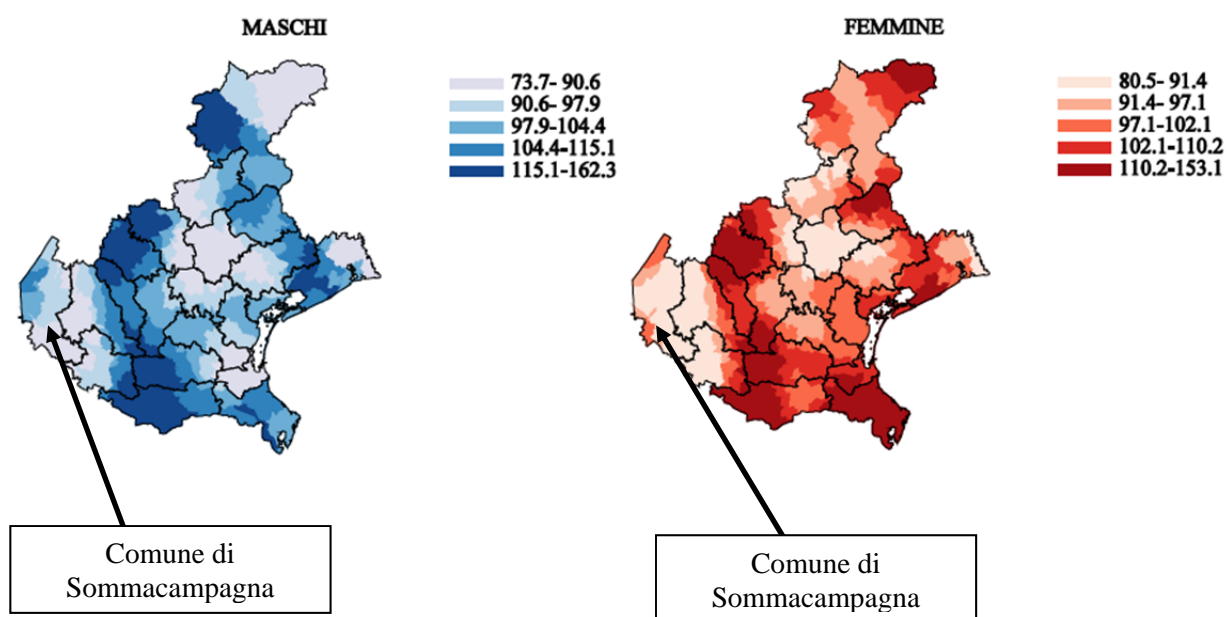 MASCHI
73.7- 90.6
90.6- 97.9
97.9-104.4
104.4-115.1
115.1-162.3
Comune di
Sommacampagna
FEMMINE
80.5- 91.4
91.4- 97.1
97.1-102.1
102.1-110.2
110.2-153.1
Comune di
Sommacampagna